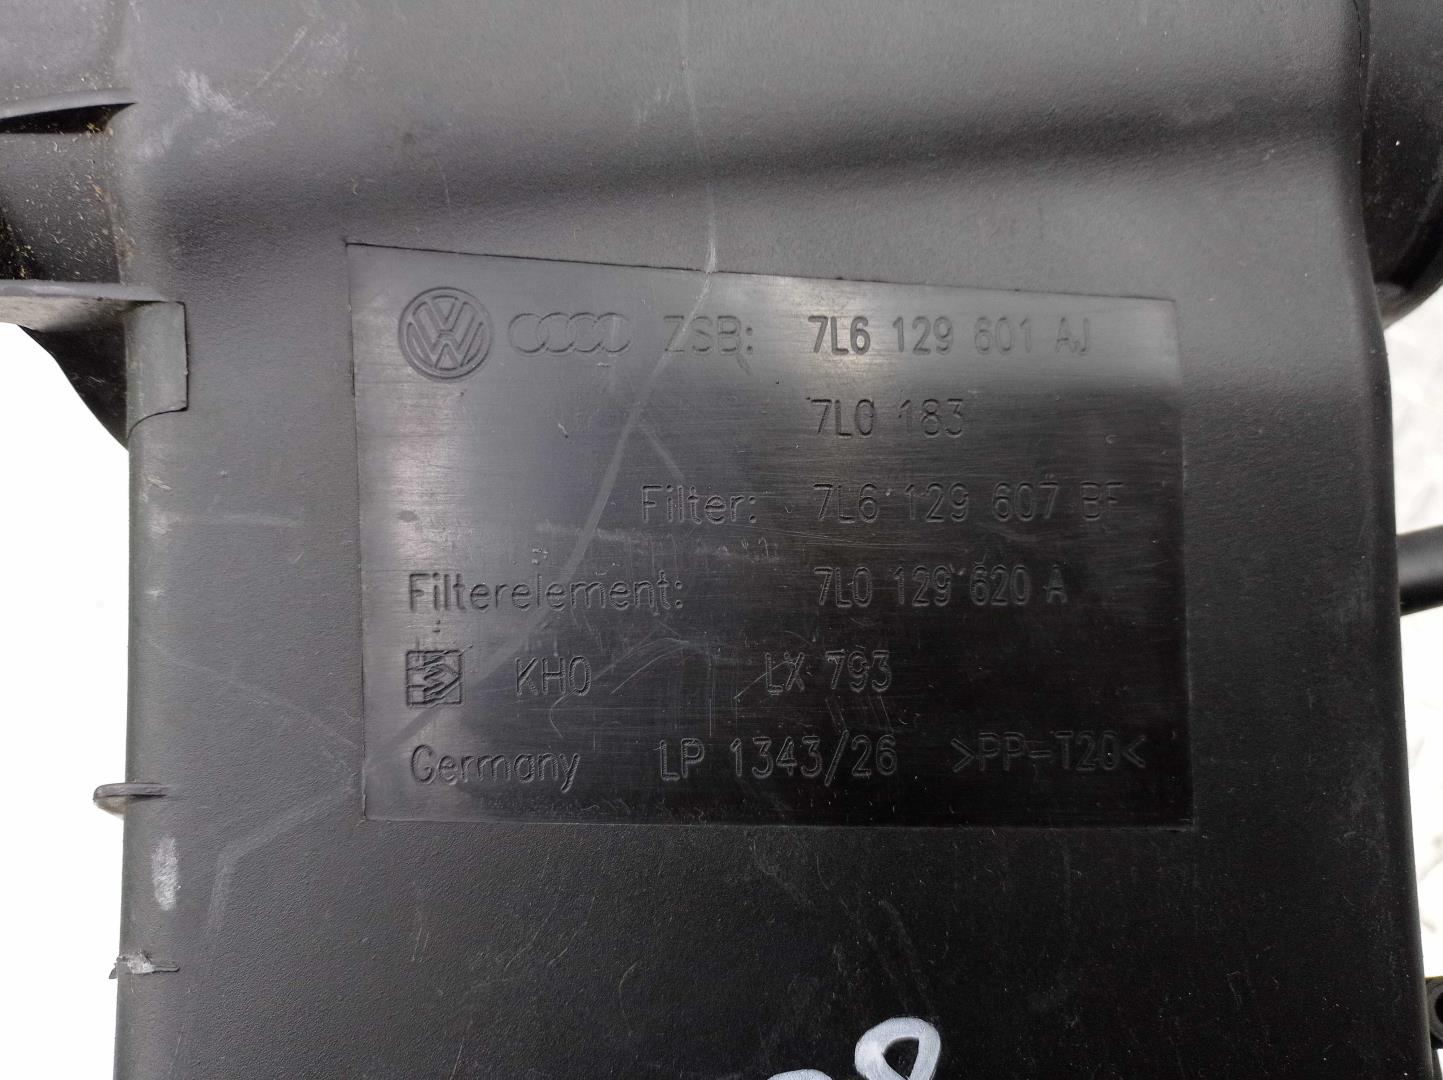 ZSB: 7L6 129 601 AJ
7L0 183
Filter: 7L6 129 607 BF
Filterelement: 7L0 129 620 A
KH0 LX 793
Germany LP 1343/26 >PP-T20<